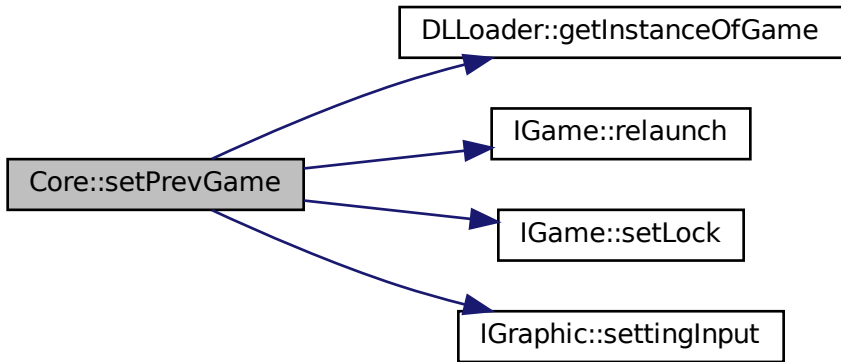 DLLoader::getInstanceOfGame
IGame::relaunch
Core::setPrevGame
IGame::setLock
IGraphic::settingInput